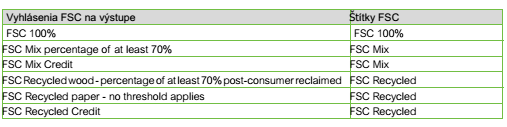 Vyhlásenia FSC na výstupe Štítky FSC
FSC 100% FSC 100%
FSC Mix percentage of at least 70% FSC Mix
FSC Mix Credit FSC Mix
FSC Recycled wood - percentage of at least 70% post-consumer reclaimed FSC Recycled
FSC Recycled paper - no threshold applies FSC Recycled
FSC Recycled Credit FSC Recycled